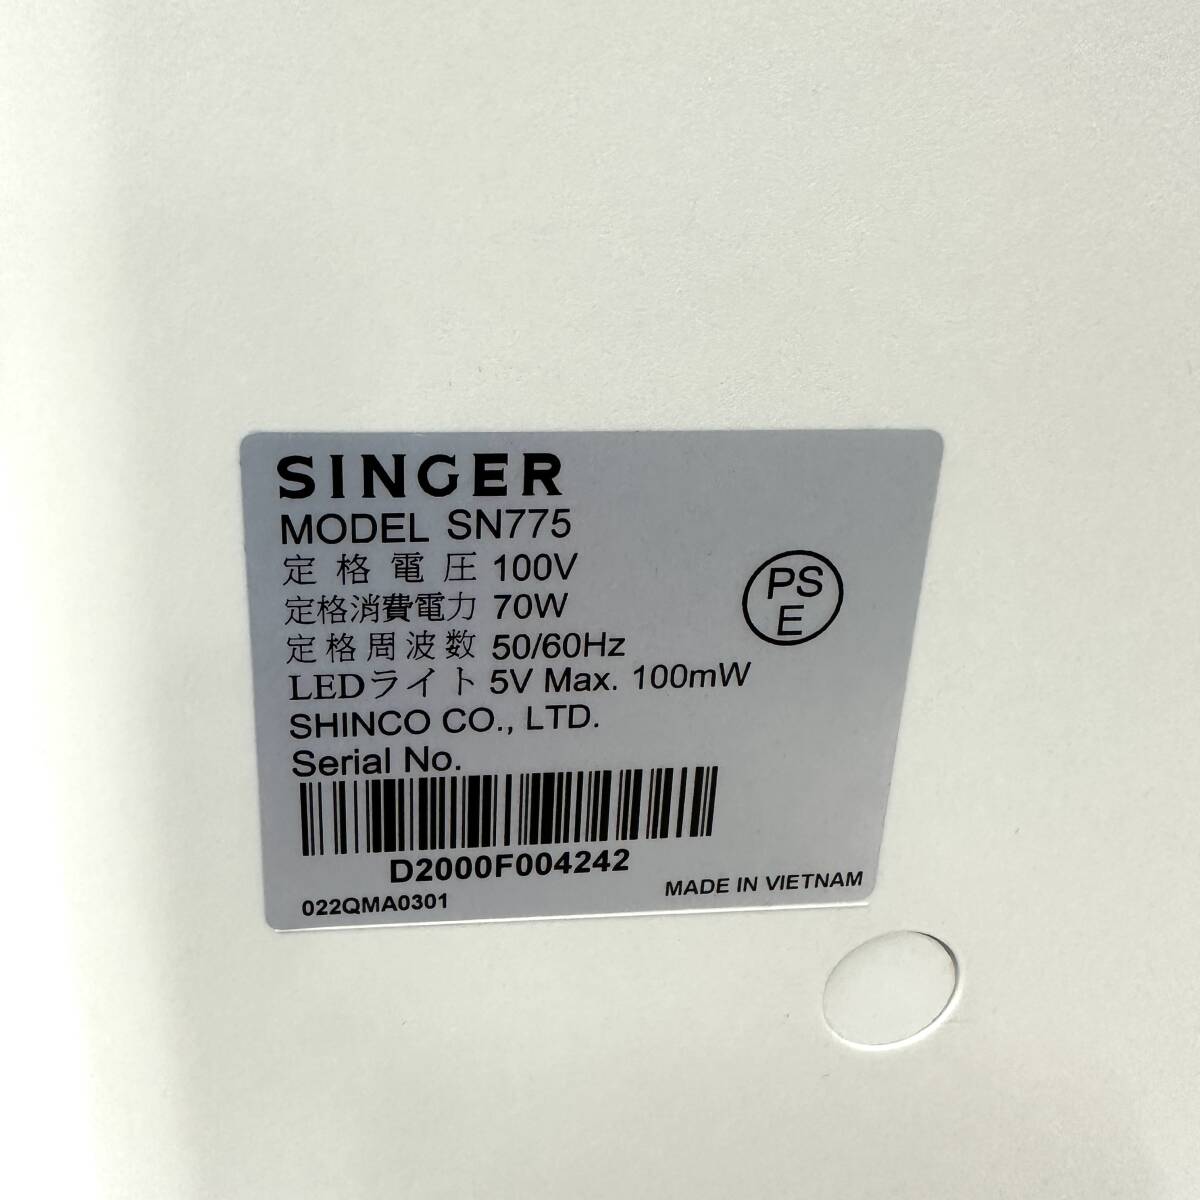 SINGER
MODEL SN775
定格電圧 100V
定格消費電力 70W
定格周波数 50/60Hz
LEDライト 5V Max. 100mW
SHINCO CO., LTD.
Serial No.
D2000F004242
022QMA0301
MADE IN VIETNAM
PS
E